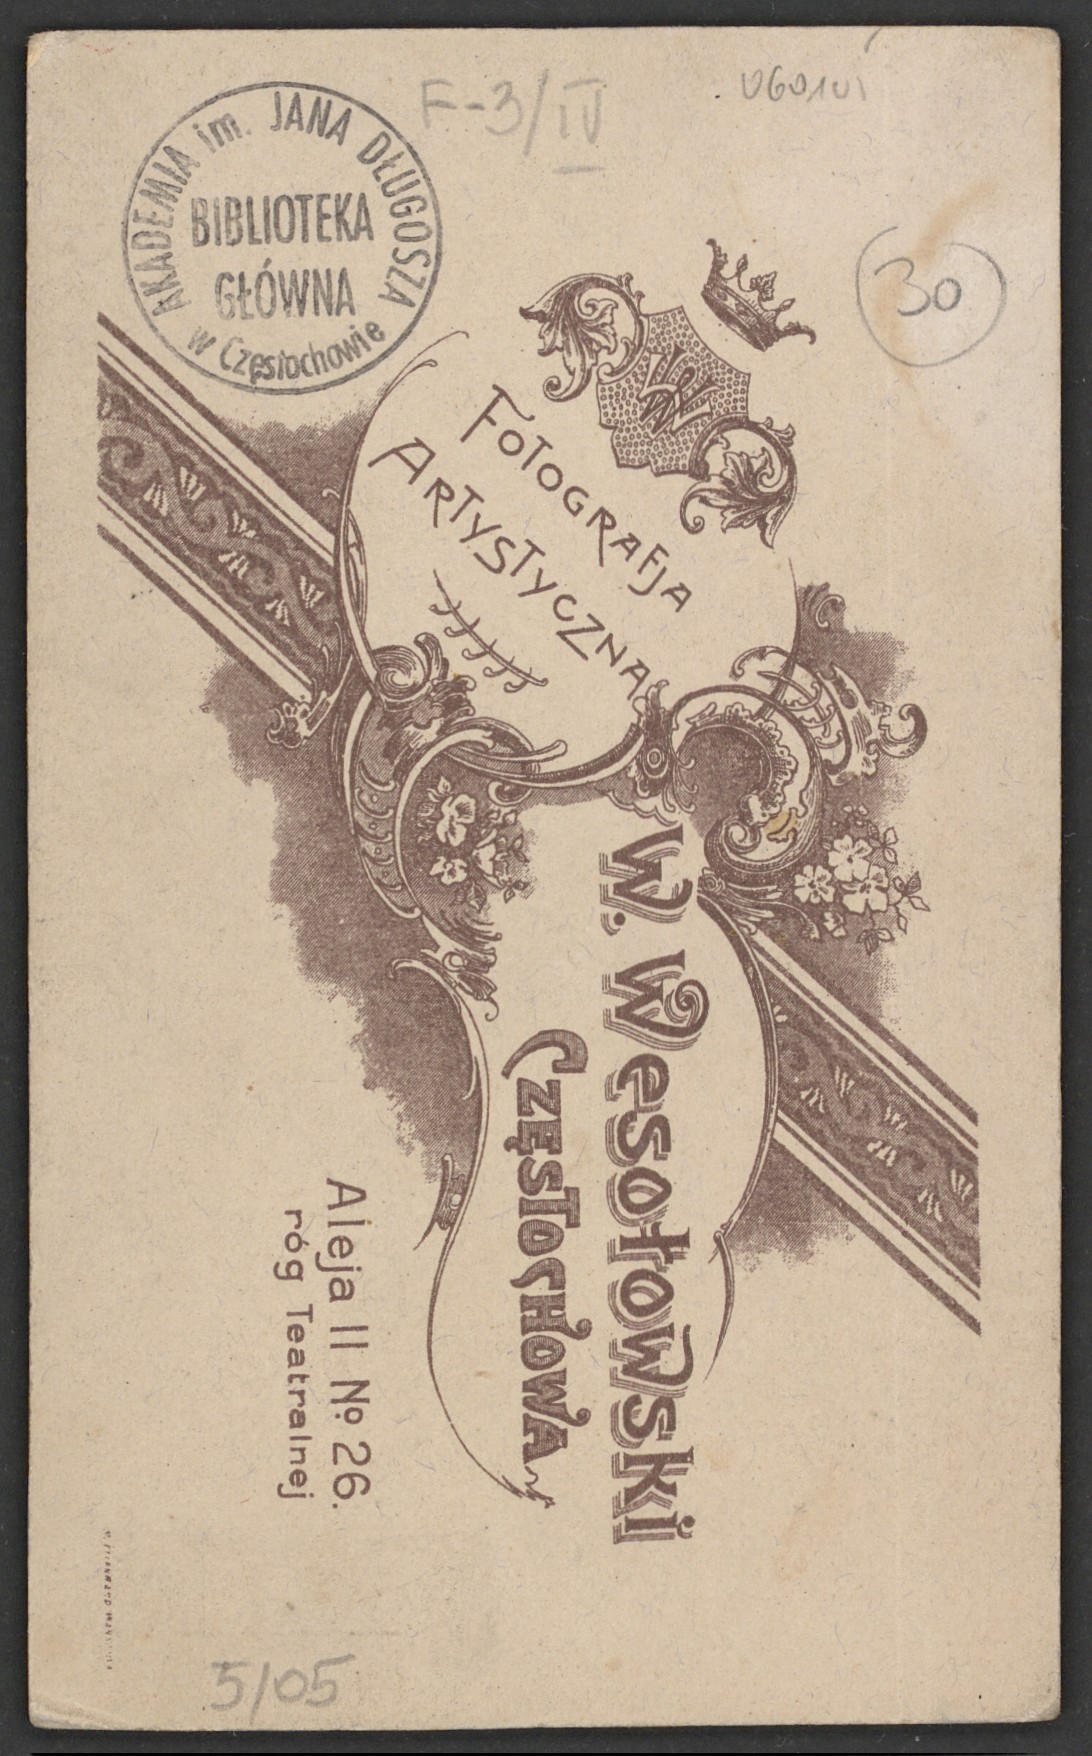 AKADEMIA im. JANA DŁUGOSZA
BIBLIOTEKA
GŁÓWNA
w Częstochowie
F-3/IV
30
WW
FOTOGRAFJA
ARTYSTYCZNA
W. Wesołowski
CZĘSTOCHOWA
Aleja II № 26.
róg Teatralnej
5/05